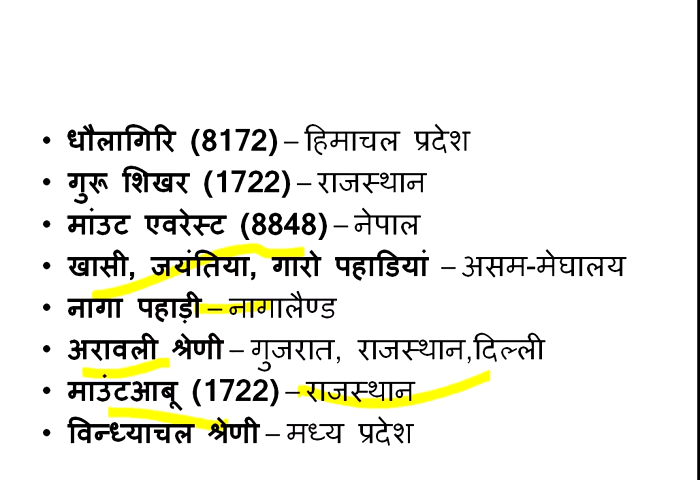 • धौलागिरि (8172) – हिमाचल प्रदेश
• गुरू शिखर (1722) – राजस्थान
• मांउट एवरेस्ट (8848) – नेपाल
• खासी, जयंतिया, गारो पहाडियां – असम-मेघालय
• नागा पहाड़ी – नागालैण्ड
• अरावली श्रेणी – गुजरात, राजस्थान,दिल्ली
• माउंटआबू (1722) – राजस्थान
• विन्ध्याचल श्रेणी – मध्य प्रदेश